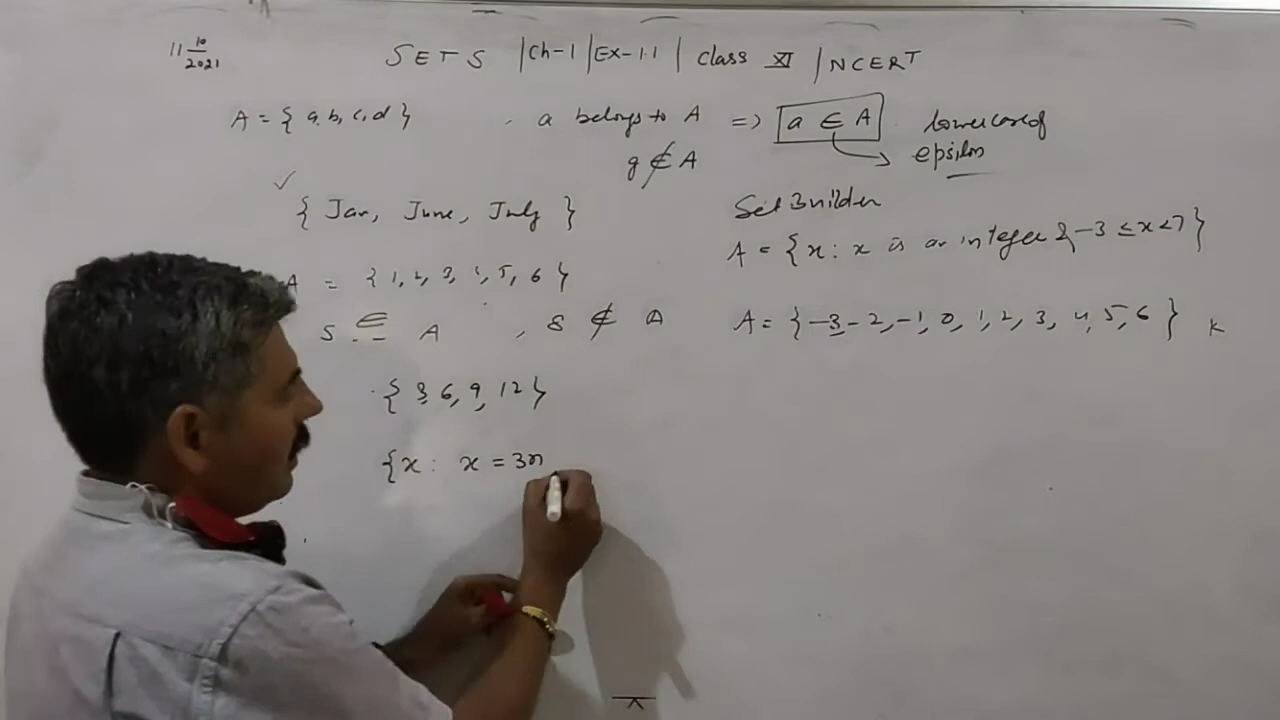 11 10/2021
SETS |Ch-1 |Ex-1.1 | class XI | NCERT
A = { a, b, c, d } , a belongs to A => a ∈ A lower case of epsilon
g ∉ A
✓
{ Jan, June, July }
A = { 1, 2, 3, 4, 5, 6 }
5 ∈ A , 8 ∉ A
{ 3, 6, 9, 12 }
{x : x = 3n
Set Builder
A = {x : x is an integer & -3 ≤ x < 7}
A = {-3, -2, -1, 0, 1, 2, 3, 4, 5, 6 }